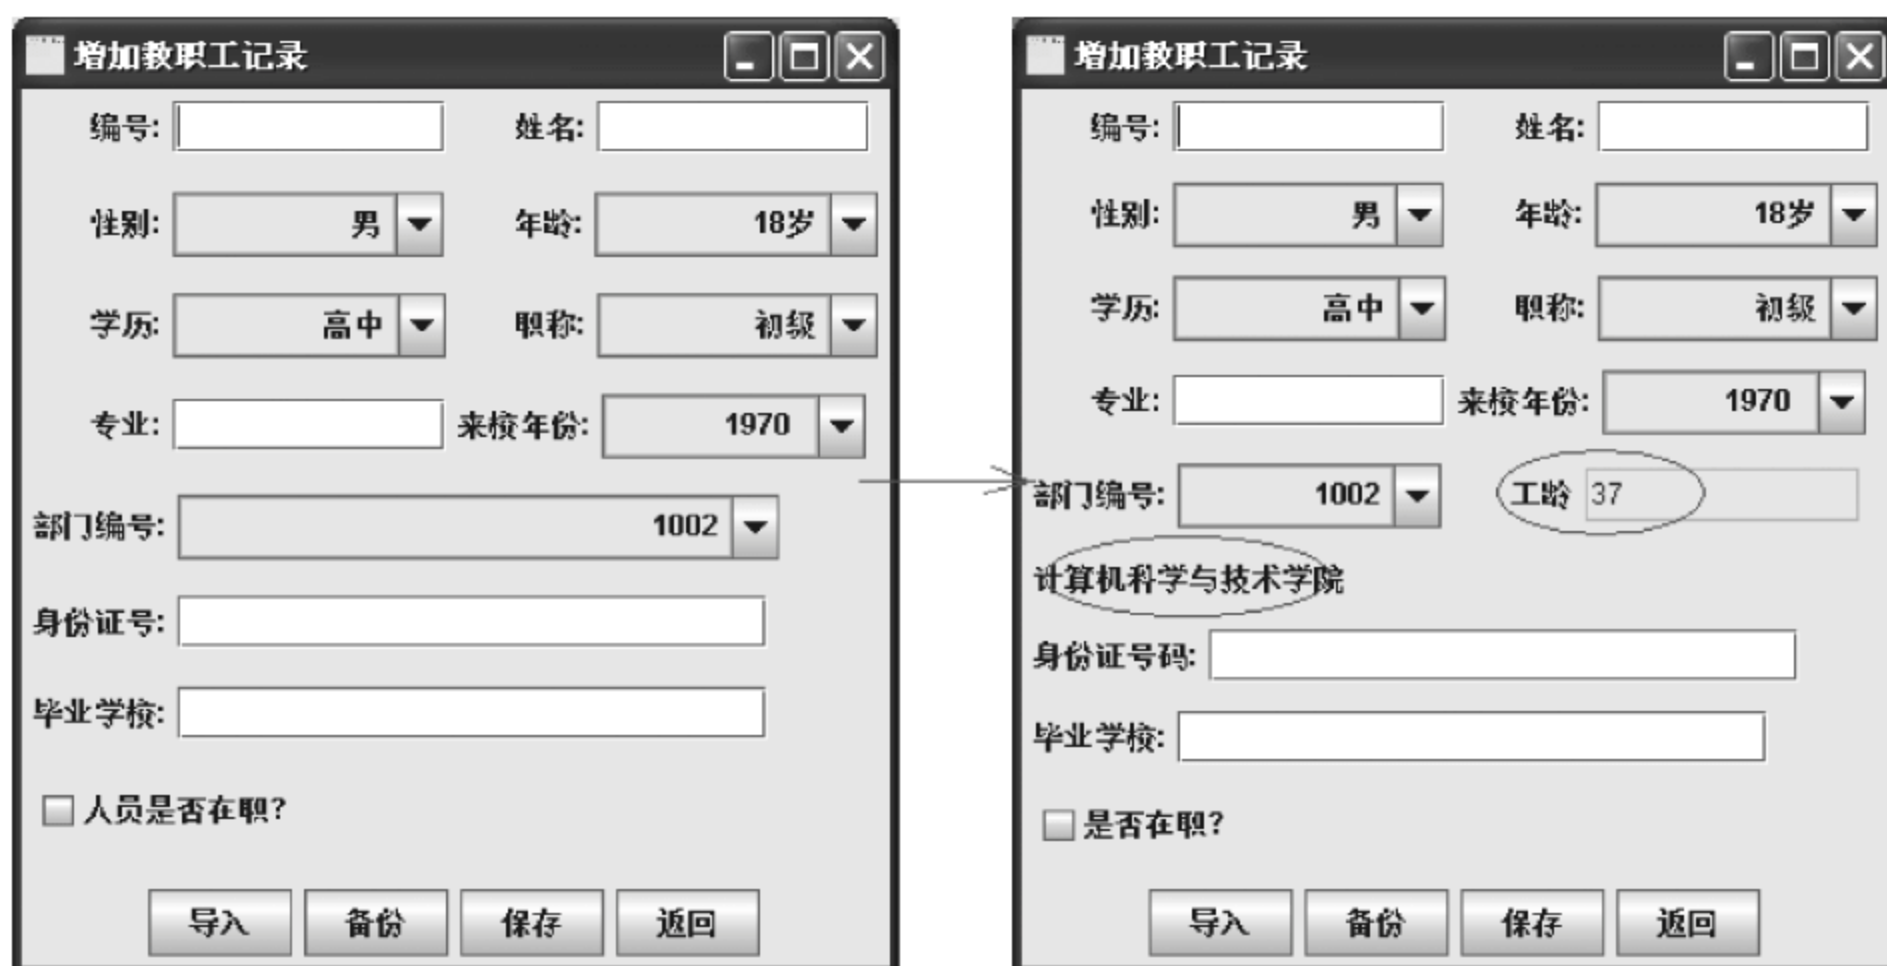 增加教职工记录
编号: 姓名:
性别: 男 年龄: 18岁
学历: 高中 职称: 初级
专业: 来校年份: 1970
部门编号: 1002
身份证号:
毕业学校:
人员是否在职?
导入 备份 保存 返回
增加教职工记录
编号: 姓名:
性别: 男 年龄: 18岁
学历: 高中 职称: 初级
专业: 来校年份: 1970
部门编号: 1002 工龄 37
计算机科学与技术学院
身份证号码:
毕业学校:
是否在职?
导入 备份 保存 返回